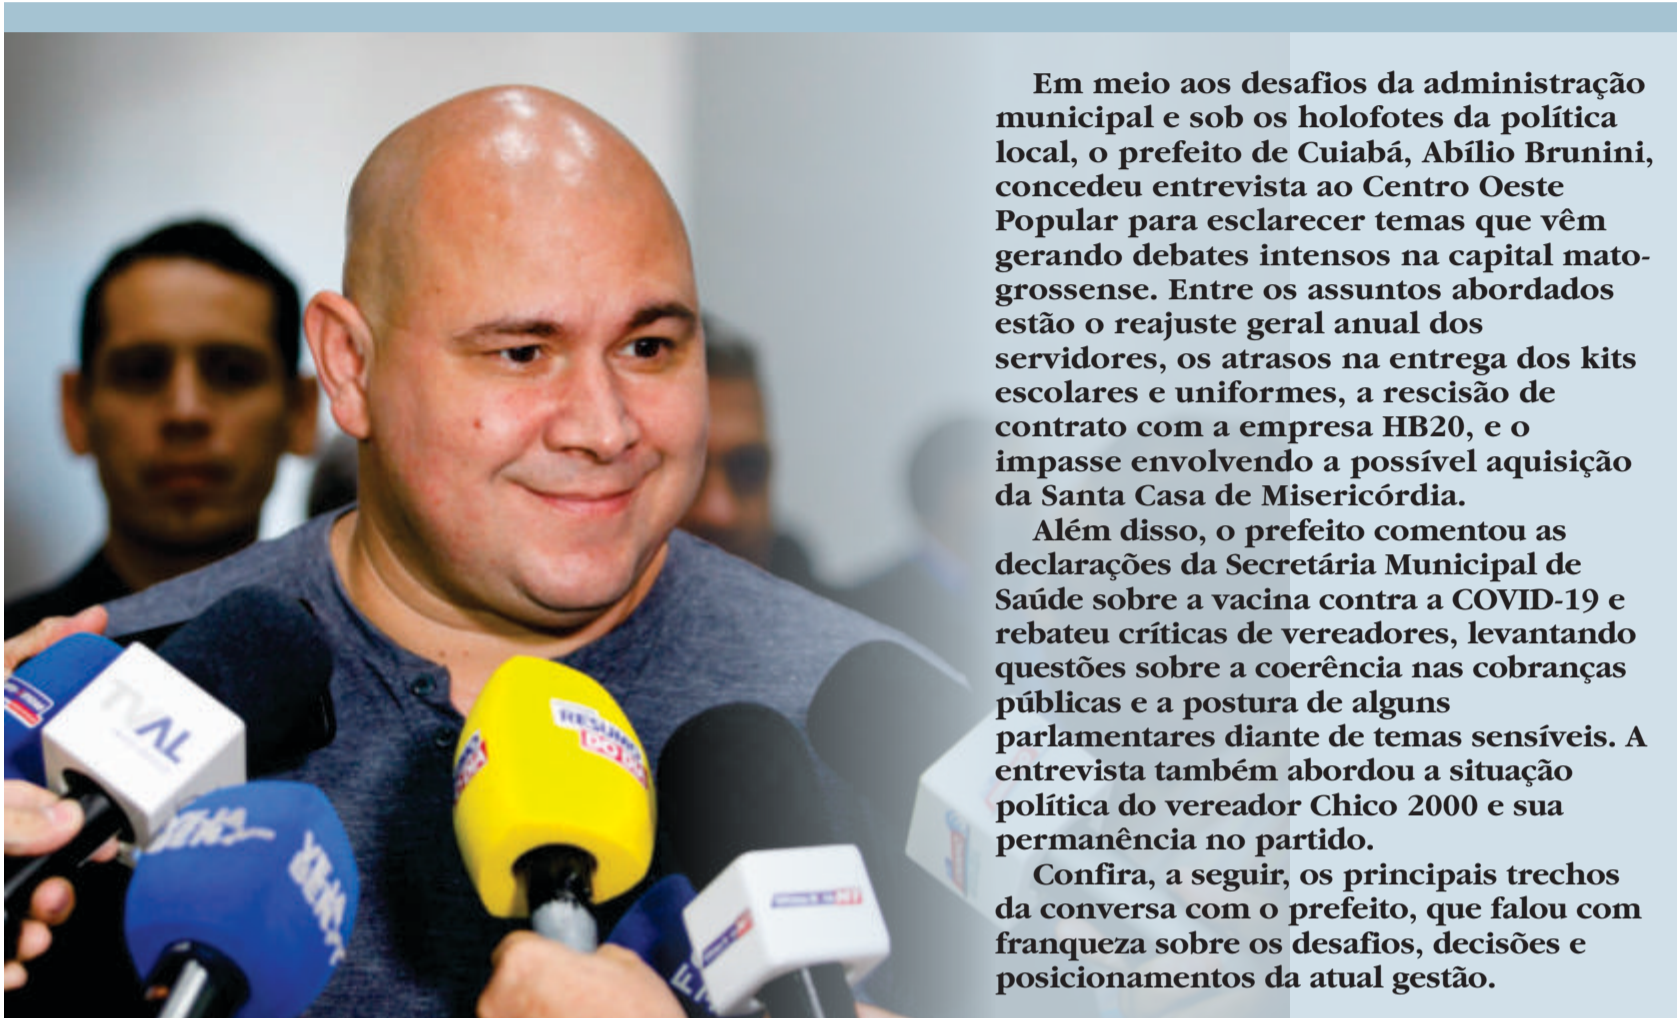 Em meio aos desafios da administração
municipal e sob os holofotes da política
local, o prefeito de Cuiabá, Abílio Brunini,
concedeu entrevista ao Centro Oeste
Popular para esclarecer temas que vêm
gerando debates intensos na capital mato-
grossense. Entre os assuntos abordados
estão o reajuste geral anual dos
servidores, os atrasos na entrega dos kits
escolares e uniformes, a rescisão de
contrato com a empresa HB20, e o
impasse envolvendo a possível aquisição
da Santa Casa de Misericórdia.
Além disso, o prefeito comentou as
declarações da Secretária Municipal de
Saúde sobre a vacina contra a COVID-19 e
rebateu críticas de vereadores, levantando
questões sobre a coerência nas cobranças
públicas e a postura de alguns
parlamentares diante de temas sensíveis. A
entrevista também abordou a situação
política do vereador Chico 2000 e sua
permanência no partido.
Confira, a seguir, os principais trechos
da conversa com o prefeito, que falou com
franqueza sobre os desafios, decisões e
posicionamentos da atual gestão.
TVAL
RESUMO
DO DIA